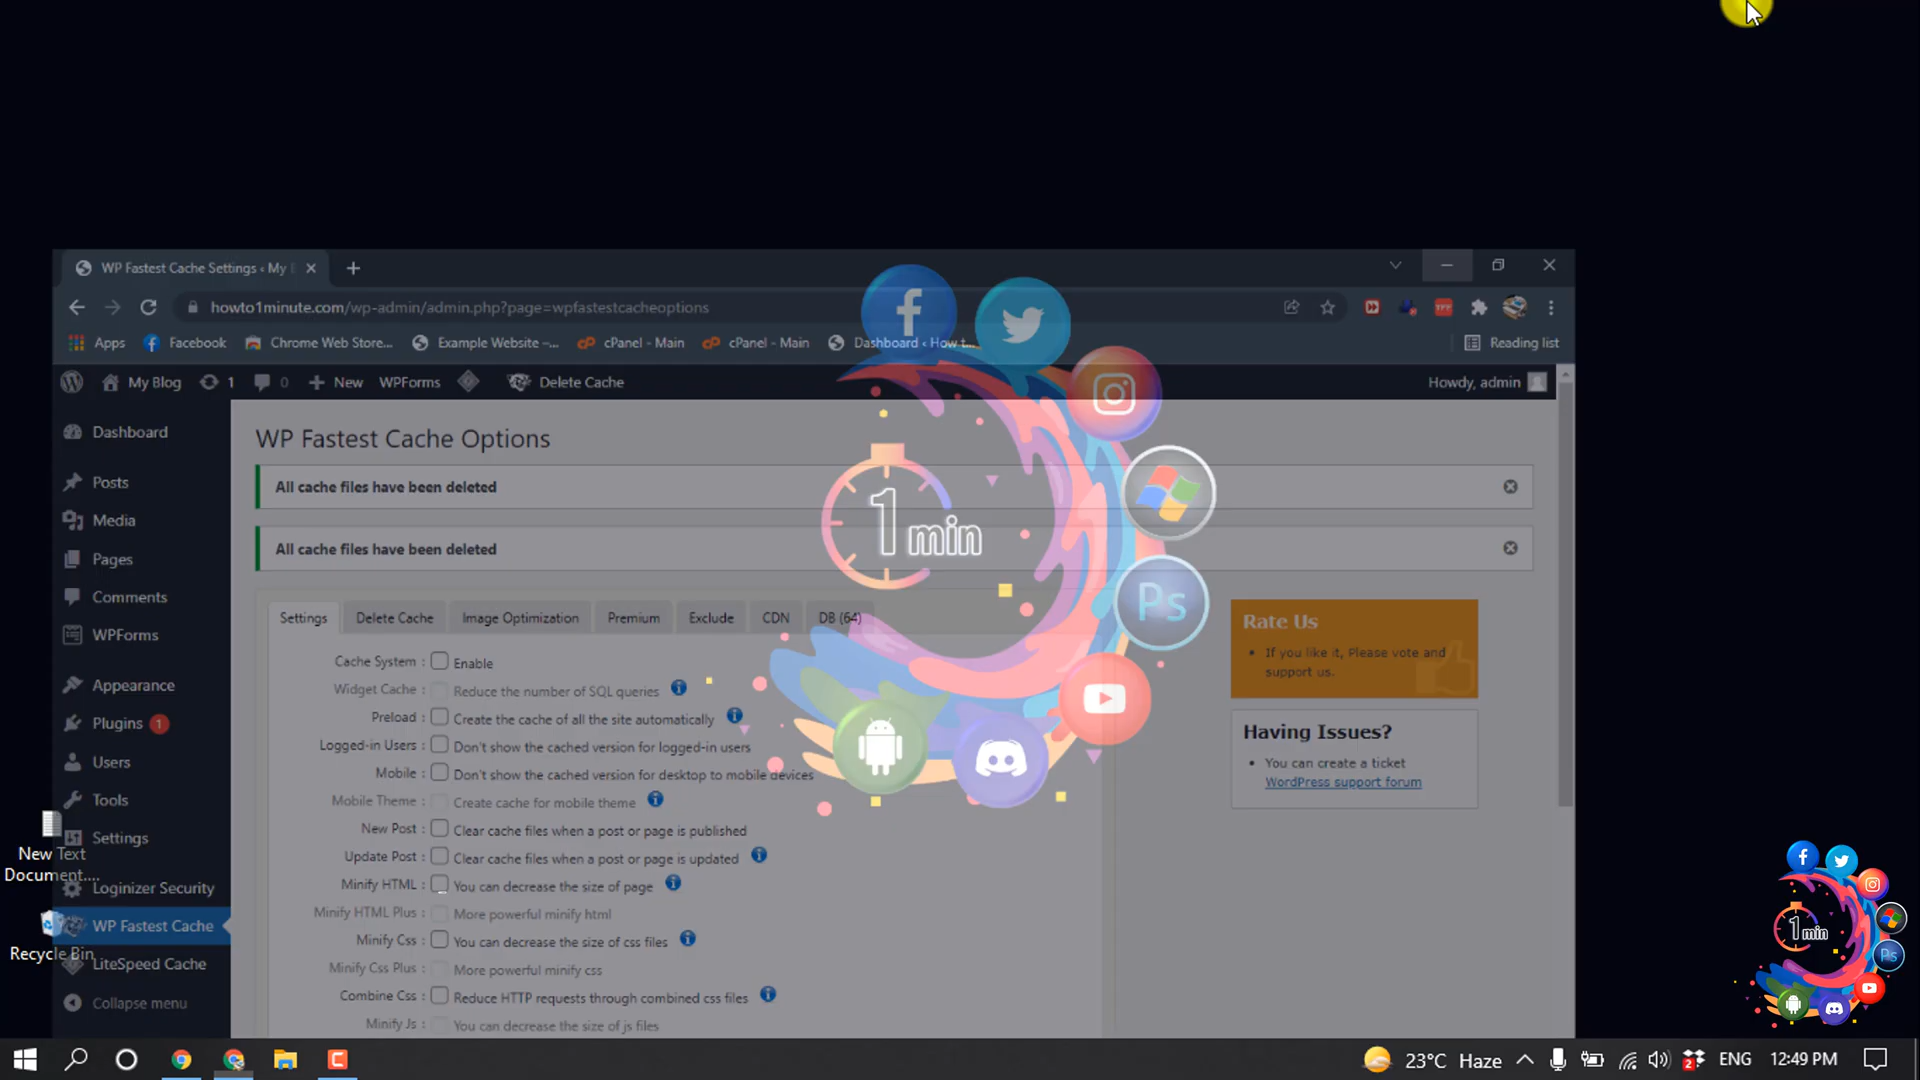 WP Fastest Cache Settings ‹ My B
howto1minute.com/wp-admin/admin.php?page=wpfastestcacheoptions
Apps Facebook Chrome Web Store... Example Website –... cPanel - Main cPanel - Main Dashboard ‹ How t... Reading list
My Blog 1 0 New WPForms Delete Cache Howdy, admin
Dashboard
Posts
Media
Pages
Comments
WPForms
Appearance
Plugins 1
Users
Tools
Settings
Loginizer Security
WP Fastest Cache
LiteSpeed Cache
Collapse menu
New Text
Document....
Recycle Bin
WP Fastest Cache Options
All cache files have been deleted
All cache files have been deleted
Settings Delete Cache Image Optimization Premium Exclude CDN DB (64)
Cache System : Enable
Widget Cache : Reduce the number of SQL queries
Preload : Create the cache of all the site automatically
Logged-in Users : Don't show the cached version for logged-in users
Mobile : Don't show the cached version for desktop to mobile devices
Mobile Theme : Create cache for mobile theme
New Post : Clear cache files when a post or page is published
Update Post : Clear cache files when a post or page is updated
Minify HTML : You can decrease the size of page
Minify HTML Plus : More powerful minify html
Minify Css : You can decrease the size of css files
Minify Css Plus : More powerful minify css
Combine Css : Reduce HTTP requests through combined css files
Minify Js : You can decrease the size of js files
Rate Us
If you like it, Please vote and
support us.
Having Issues?
You can create a ticket
WordPress support forum
1 min
Ps
1 min
Ps
23°C Haze 2 ENG 12:49 PM